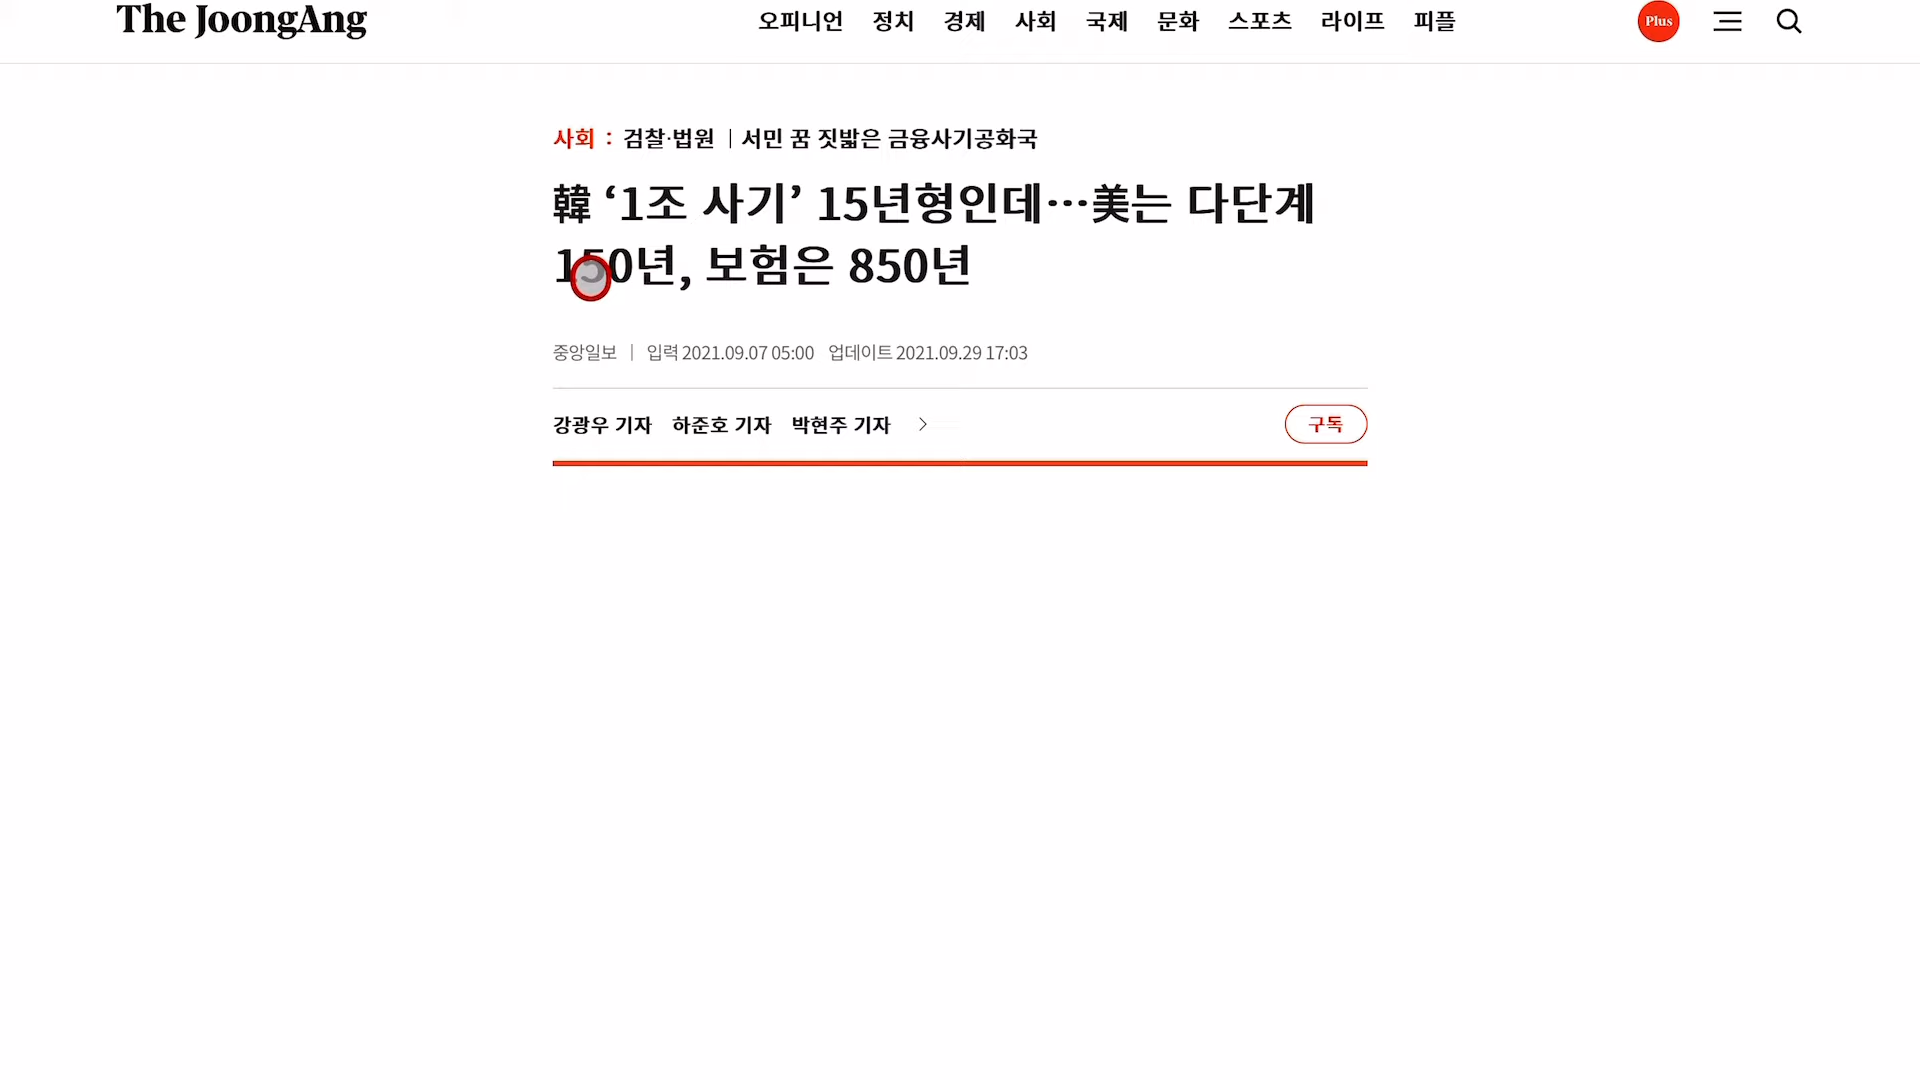 The JoongAng
오피니언 정치 경제 사회 국제 문화 스포츠 라이프 피플
Plus
사회 : 검찰·법원 | 서민 꿈 짓밟은 금융사기공화국
韓 ‘1조 사기’ 15년형인데…美는 다단계
150년, 보험은 850년
중앙일보 | 입력 2021.09.07 05:00 업데이트 2021.09.29 17:03
강광우 기자 하준호 기자 박현주 기자
구독